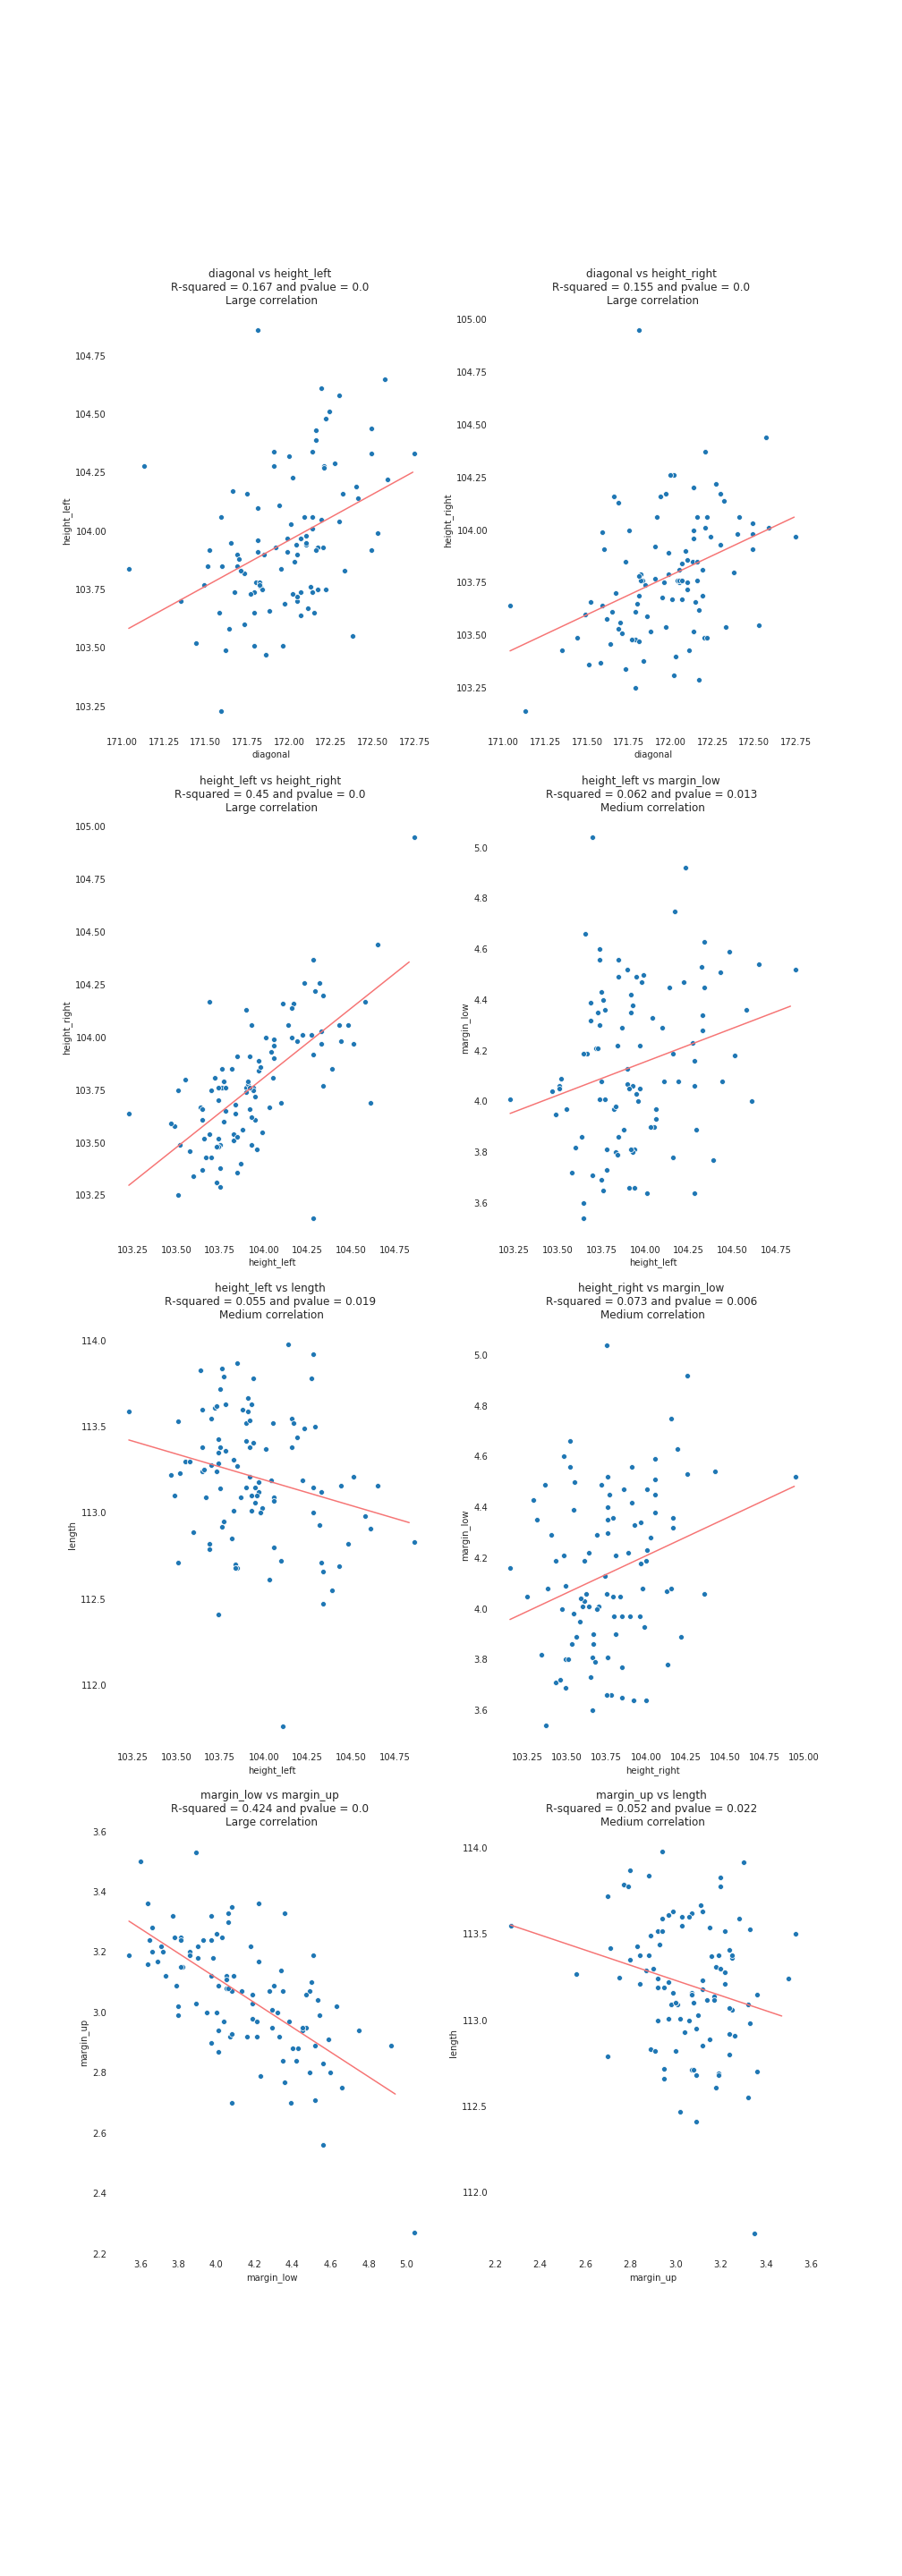 diagonal vs height_left
R-squared = 0.167 and pvalue = 0.0
Large correlation
104.75
104.50
104.25
104.00
103.75
103.50
103.25
height_left
171.00 171.25 171.50 171.75 172.00 172.25 172.50 172.75
diagonal
diagonal vs height_right
R-squared = 0.155 and pvalue = 0.0
Large correlation
105.00
104.75
104.50
104.25
104.00
103.75
103.50
103.25
height_right
171.00 171.25 171.50 171.75 172.00 172.25 172.50 172.75
diagonal
height_left vs height_right
R-squared = 0.45 and pvalue = 0.0
Large correlation
105.00
104.75
104.50
104.25
104.00
103.75
103.50
103.25
height_right
103.25 103.50 103.75 104.00 104.25 104.50 104.75
height_left
height_left vs margin_low
R-squared = 0.062 and pvalue = 0.013
Medium correlation
5.0
4.8
4.6
4.4
4.2
4.0
3.8
3.6
margin_low
103.25 103.50 103.75 104.00 104.25 104.50 104.75
height_left
height_left vs length
R-squared = 0.055 and pvalue = 0.019
Medium correlation
114.0
113.5
113.0
112.5
112.0
length
103.25 103.50 103.75 104.00 104.25 104.50 104.75
height_left
height_right vs margin_low
R-squared = 0.073 and pvalue = 0.006
Medium correlation
5.0
4.8
4.6
4.4
4.2
4.0
3.8
3.6
margin_low
103.25 103.50 103.75 104.00 104.25 104.50 104.75 105.00
height_right
margin_low vs margin_up
R-squared = 0.424 and pvalue = 0.0
Large correlation
3.6
3.4
3.2
3.0
2.8
2.6
2.4
2.2
margin_up
3.6 3.8 4.0 4.2 4.4 4.6 4.8 5.0
margin_low
margin_up vs length
R-squared = 0.052 and pvalue = 0.022
Medium correlation
114.0
113.5
113.0
112.5
112.0
length
2.2 2.4 2.6 2.8 3.0 3.2 3.4 3.6
margin_up